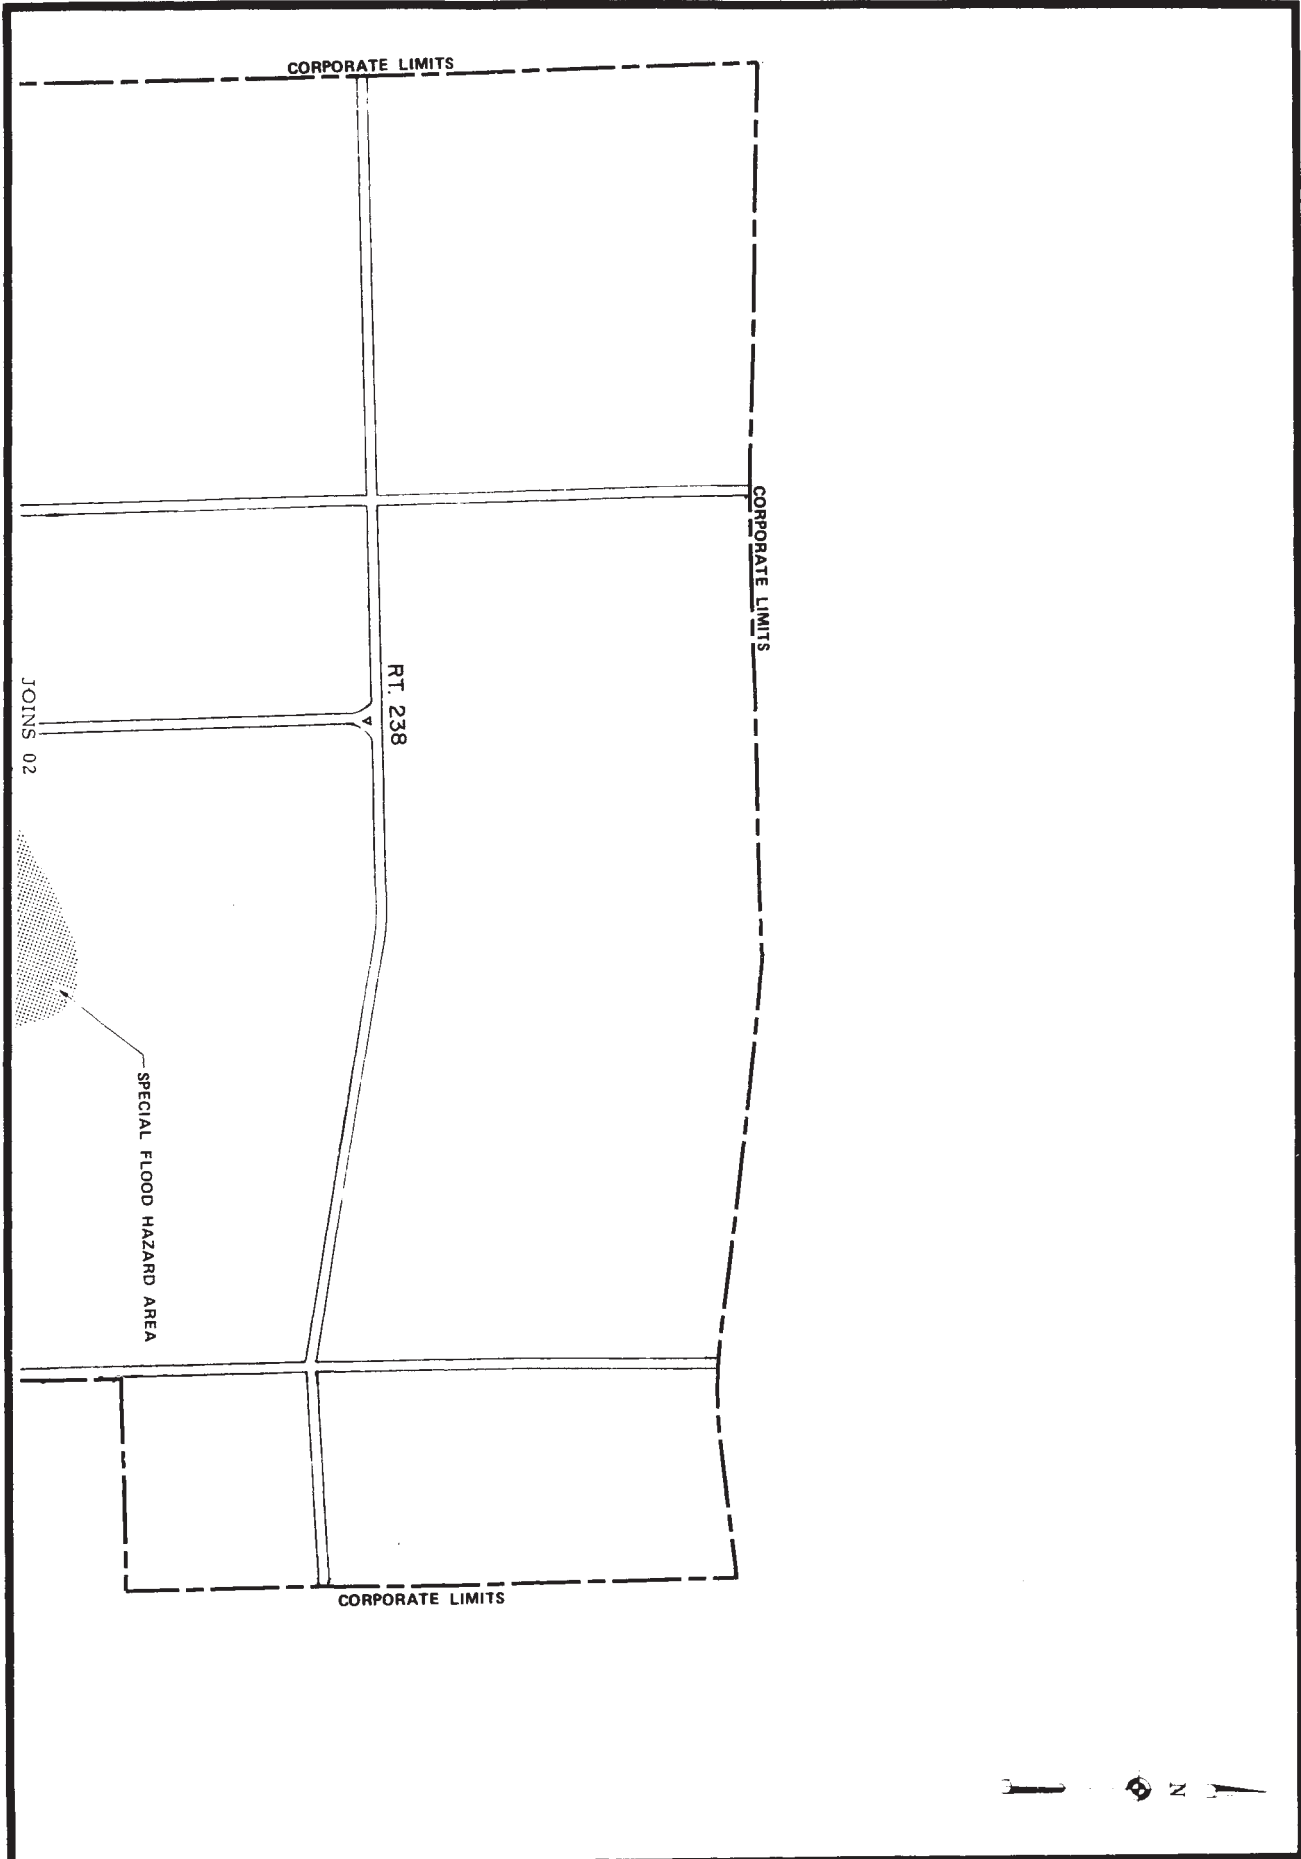 CORPORATE LIMITS
CORPORATE LIMITS
RT. 238
JOINS 02
SPECIAL FLOOD HAZARD AREA
CORPORATE LIMITS
N